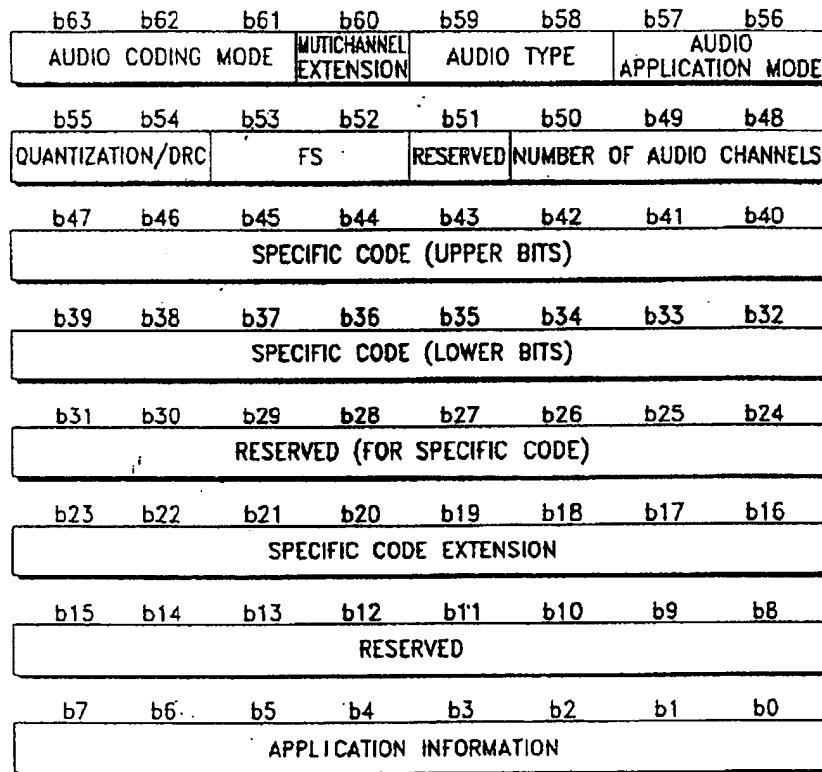 b63 b62 b61 b60 b59 b58 b57 b56
AUDIO CODING MODE MUTICHANNEL EXTENSION AUDIO TYPE AUDIO APPLICATION MODE
b55 b54 b53 b52 b51 b50 b49 b48
QUANTIZATION/DRC FS RESERVED NUMBER OF AUDIO CHANNELS
b47 b46 b45 b44 b43 b42 b41 b40
SPECIFIC CODE (UPPER BITS)
b39 b38 b37 b36 b35 b34 b33 b32
SPECIFIC CODE (LOWER BITS)
b31 b30 b29 b28 b27 b26 b25 b24
RESERVED (FOR SPECIFIC CODE)
b23 b22 b21 b20 b19 b18 b17 b16
SPECIFIC CODE EXTENSION
b15 b14 b13 b12 b11 b10 b9 b8
RESERVED
b7 b6 b5 b4 b3 b2 b1 b0
APPLICATION INFORMATION